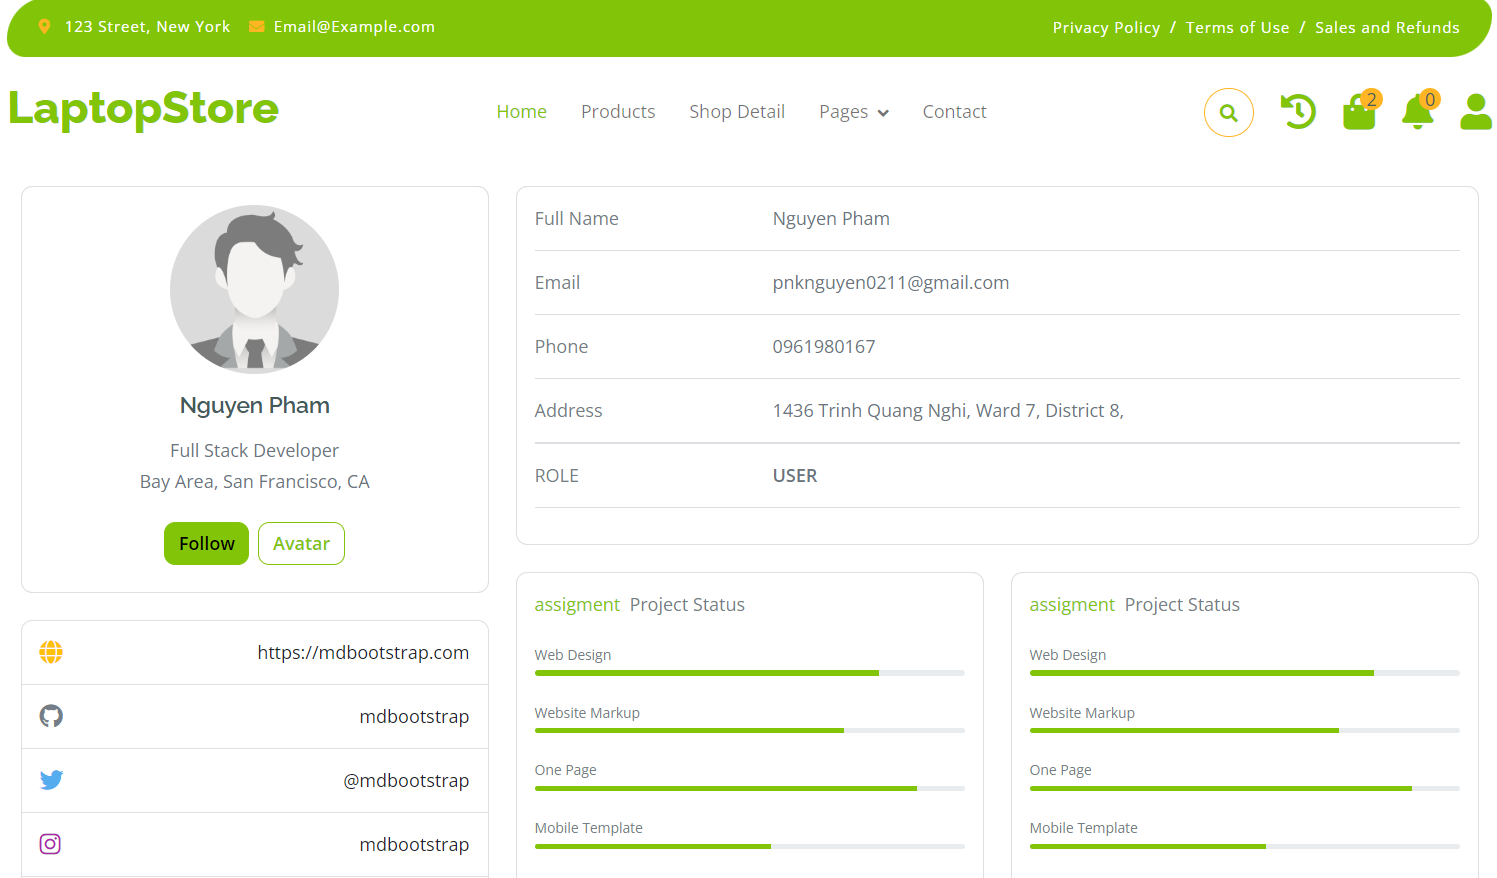 123 Street, New York Email@Example.com Privacy Policy / Terms of Use / Sales and Refunds
LaptopStore Home Products Shop Detail Pages Contact 2 0
Nguyen Pham
Full Stack Developer
Bay Area, San Francisco, CA
Follow Avatar
https://mdbootstrap.com
mdbootstrap
@mdbootstrap
mdbootstrap
Full Name Nguyen Pham
Email pnknguyen0211@gmail.com
Phone 0961980167
Address 1436 Trinh Quang Nghi, Ward 7, District 8,
ROLE USER
assigment Project Status
Web Design
Website Markup
One Page
Mobile Template
assigment Project Status
Web Design
Website Markup
One Page
Mobile Template